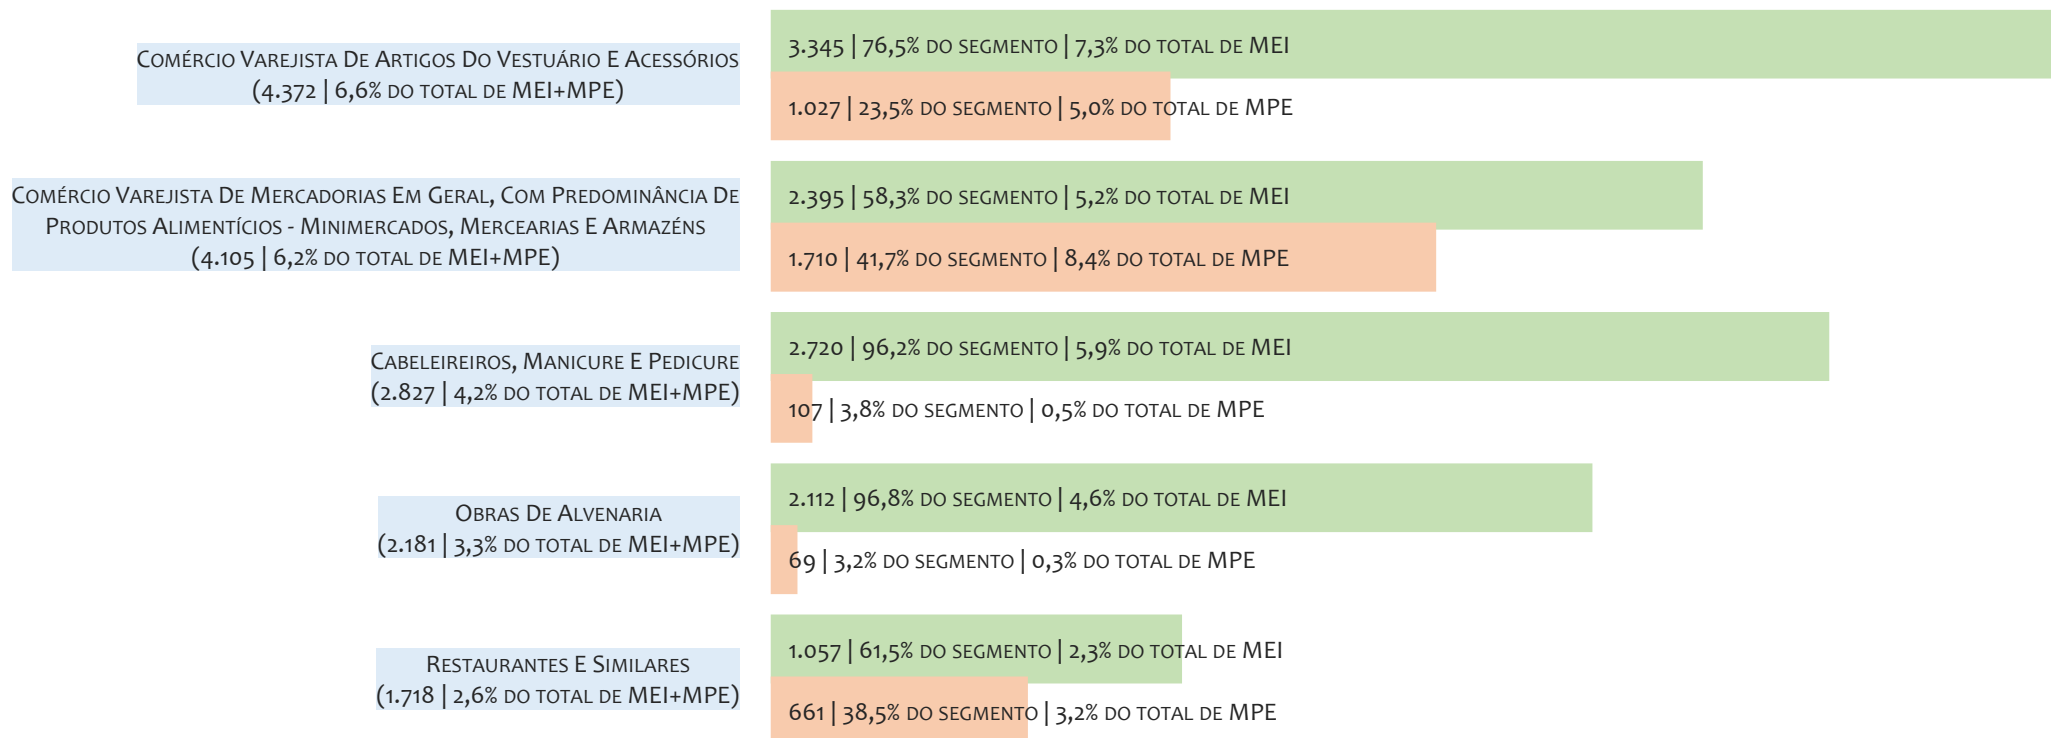 Comércio Varejista De Artigos Do Vestuário E Acessórios
(4.372 | 6,6% do total de MEI+MPE)
3.345 | 76,5% do segmento | 7,3% do total de MEI
1.027 | 23,5% do segmento | 5,0% do total de MPE
Comércio Varejista De Mercadorias Em Geral, Com Predominância De
Produtos Alimentícios - Minimercados, Mercearias E Armazéns
(4.105 | 6,2% do total de MEI+MPE)
2.395 | 58,3% do segmento | 5,2% do total de MEI
1.710 | 41,7% do segmento | 8,4% do total de MPE
Cabeleireiros, Manicure E Pedicure
(2.827 | 4,2% do total de MEI+MPE)
2.720 | 96,2% do segmento | 5,9% do total de MEI
107 | 3,8% do segmento | 0,5% do total de MPE
Obras De Alvenaria
(2.181 | 3,3% do total de MEI+MPE)
2.112 | 96,8% do segmento | 4,6% do total de MEI
69 | 3,2% do segmento | 0,3% do total de MPE
Restaurantes E Similares
(1.718 | 2,6% do total de MEI+MPE)
1.057 | 61,5% do segmento | 2,3% do total de MEI
661 | 38,5% do segmento | 3,2% do total de MPE